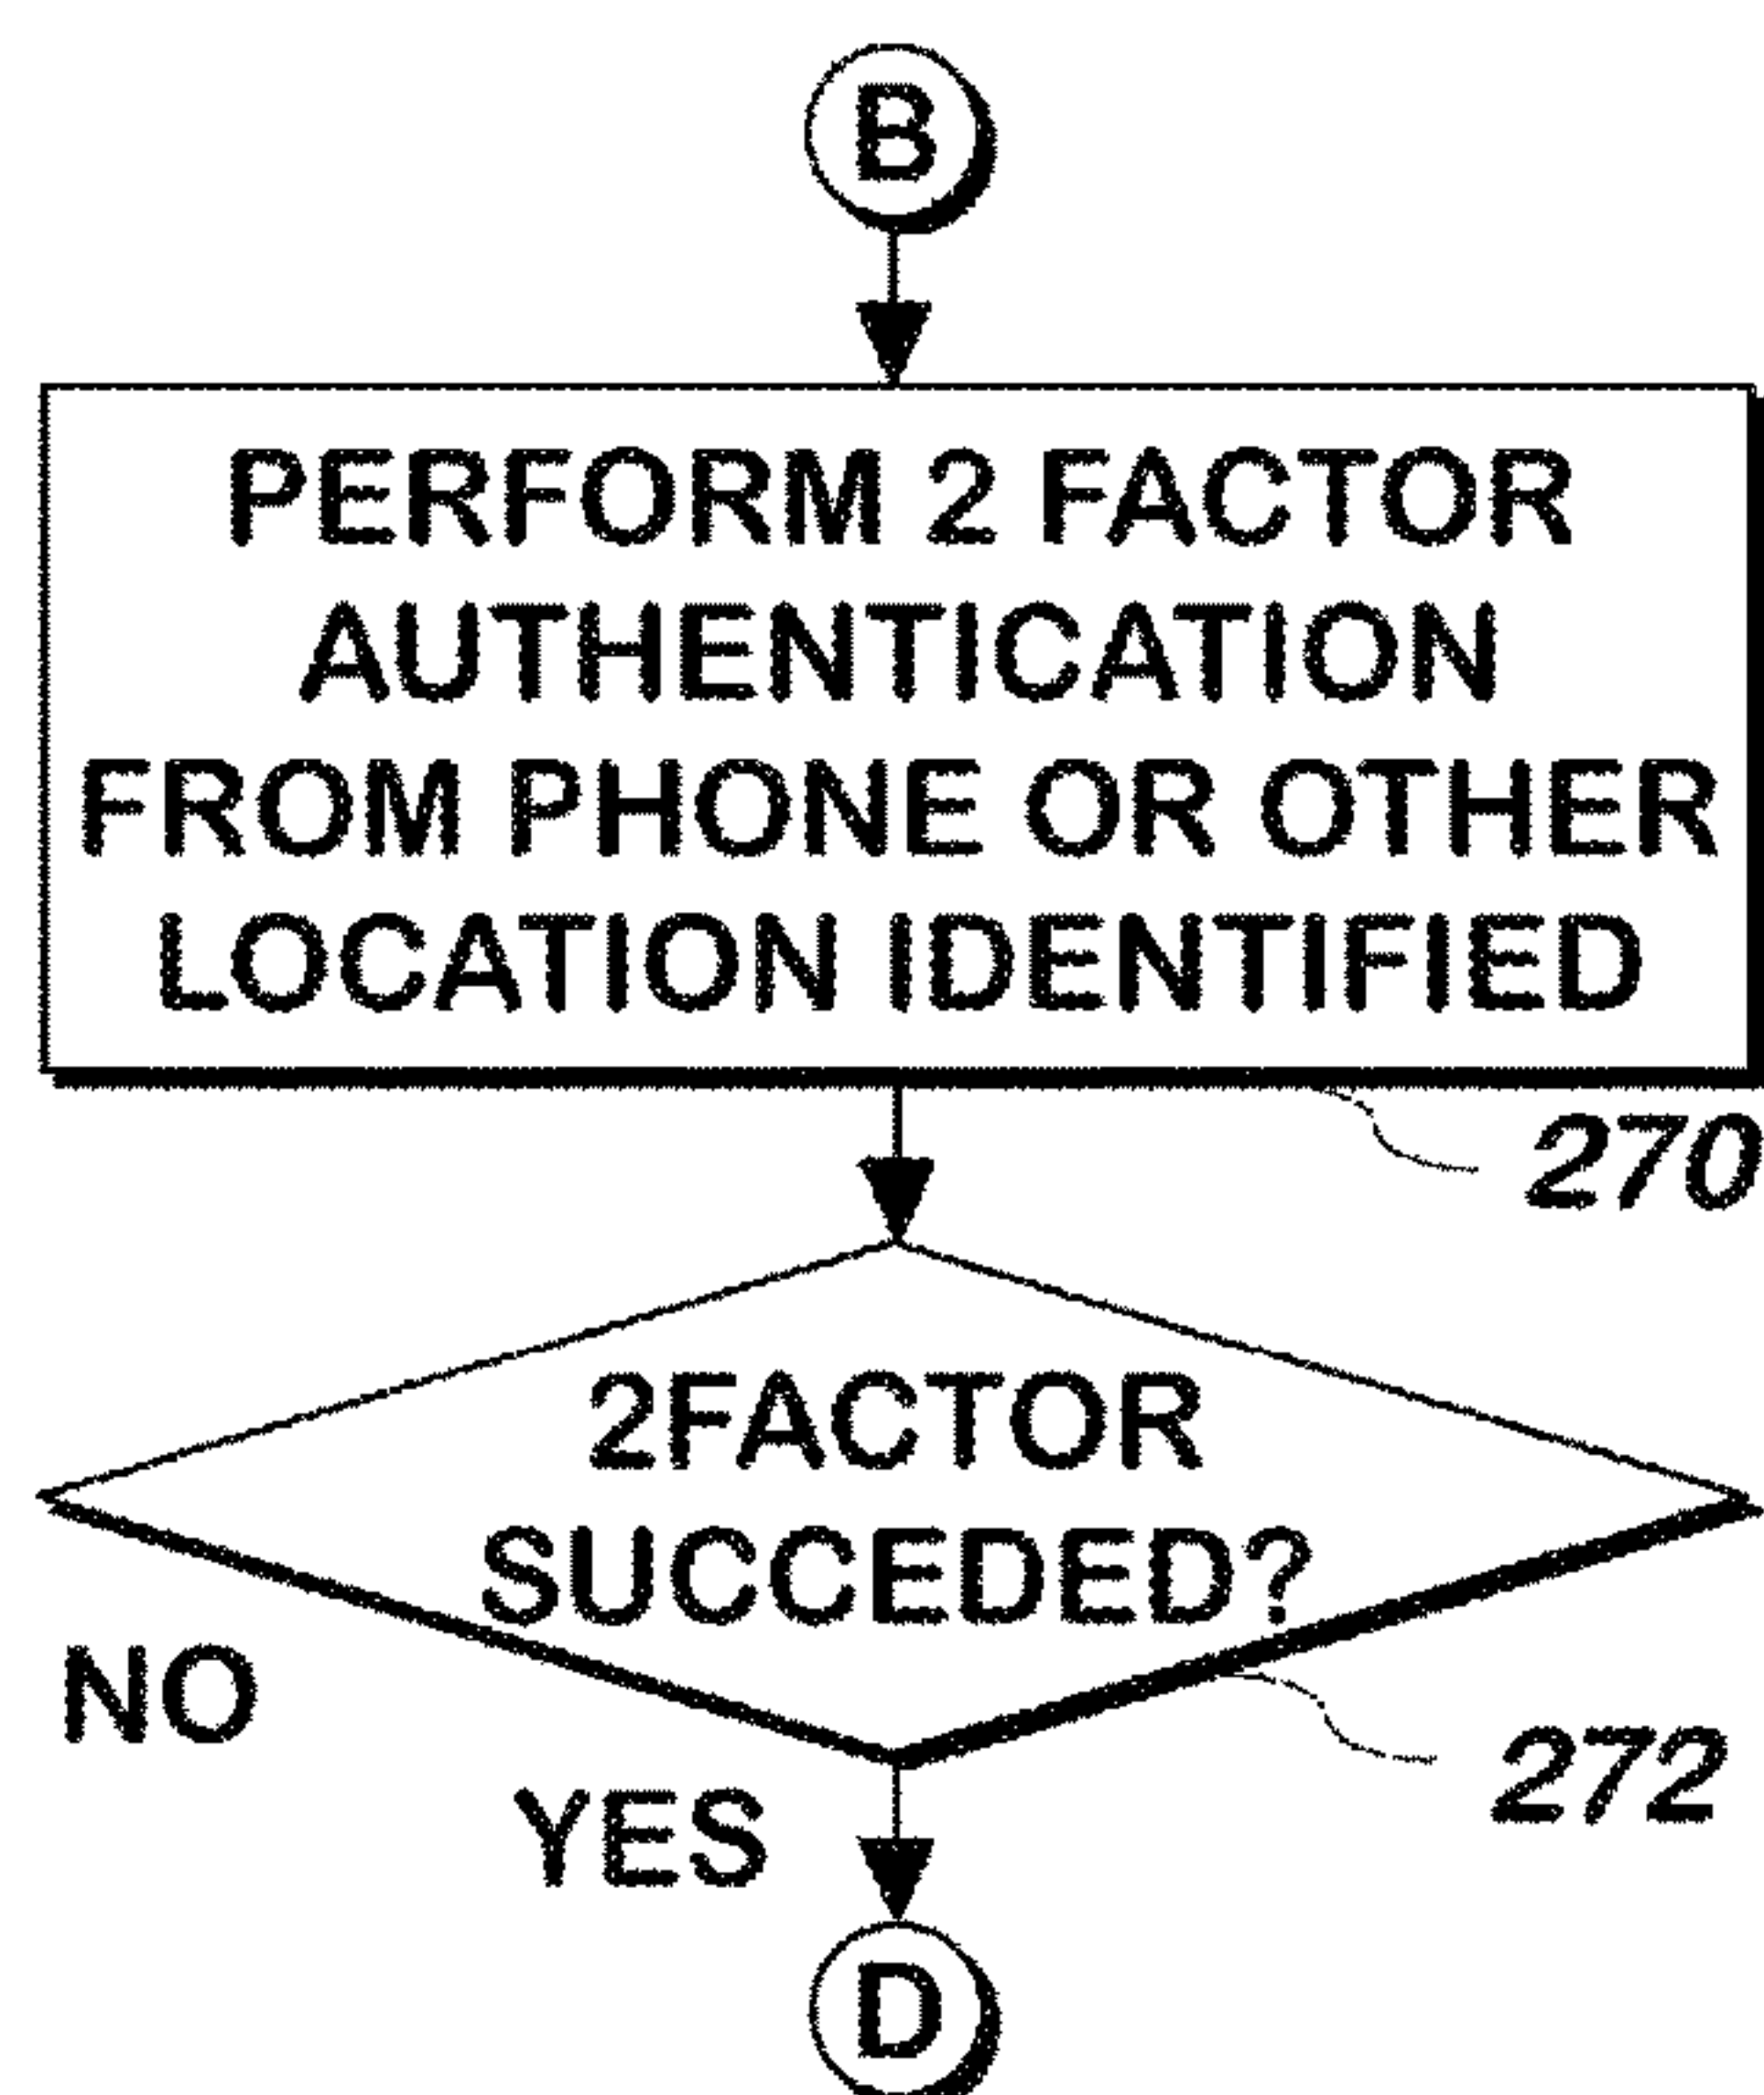 B
PERFORM 2 FACTOR
AUTHENTICATION
FROM PHONE OR OTHER
LOCATION IDENTIFIED
270
2FACTOR
SUCCEDED?
NO
272
YES
D